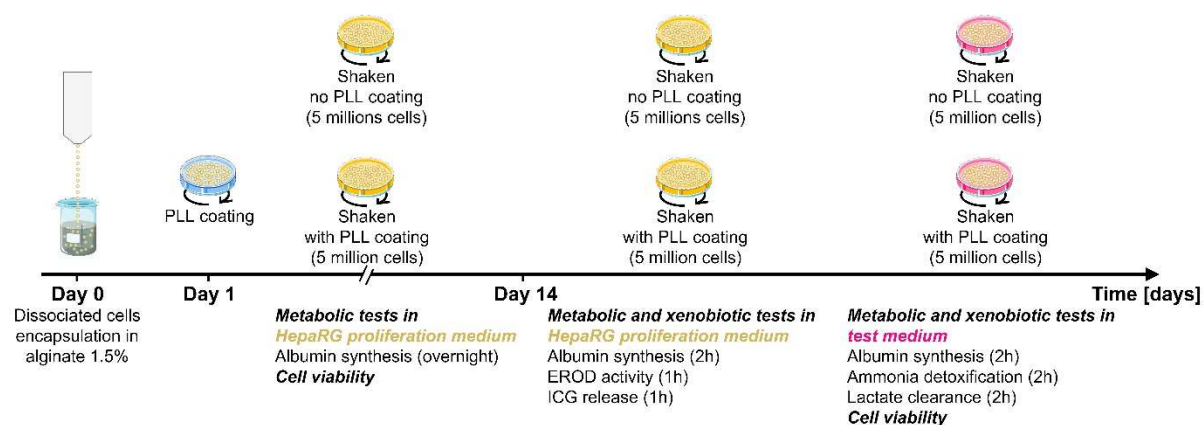 Shaken
no PLL coating
(5 millions cells)
Shaken
no PLL coating
(5 millions cells)
Shaken
no PLL coating
(5 million cells)
PLL coating
Shaken
with PLL coating
(5 million cells)
Shaken
with PLL coating
(5 million cells)
Shaken
with PLL coating
(5 million cells)
Day 0
Day 1
Day 14
Time [days]
Dissociated cells
encapsulation in
alginate 1.5%
Metabolic tests in
HepaRG proliferation medium
Albumin synthesis (overnight)
Cell viability
Metabolic and xenobiotic tests in
HepaRG proliferation medium
Albumin synthesis (2h)
EROD activity (1h)
ICG release (1h)
Metabolic and xenobiotic tests in
test medium
Albumin synthesis (2h)
Ammonia detoxification (2h)
Lactate clearance (2h)
Cell viability